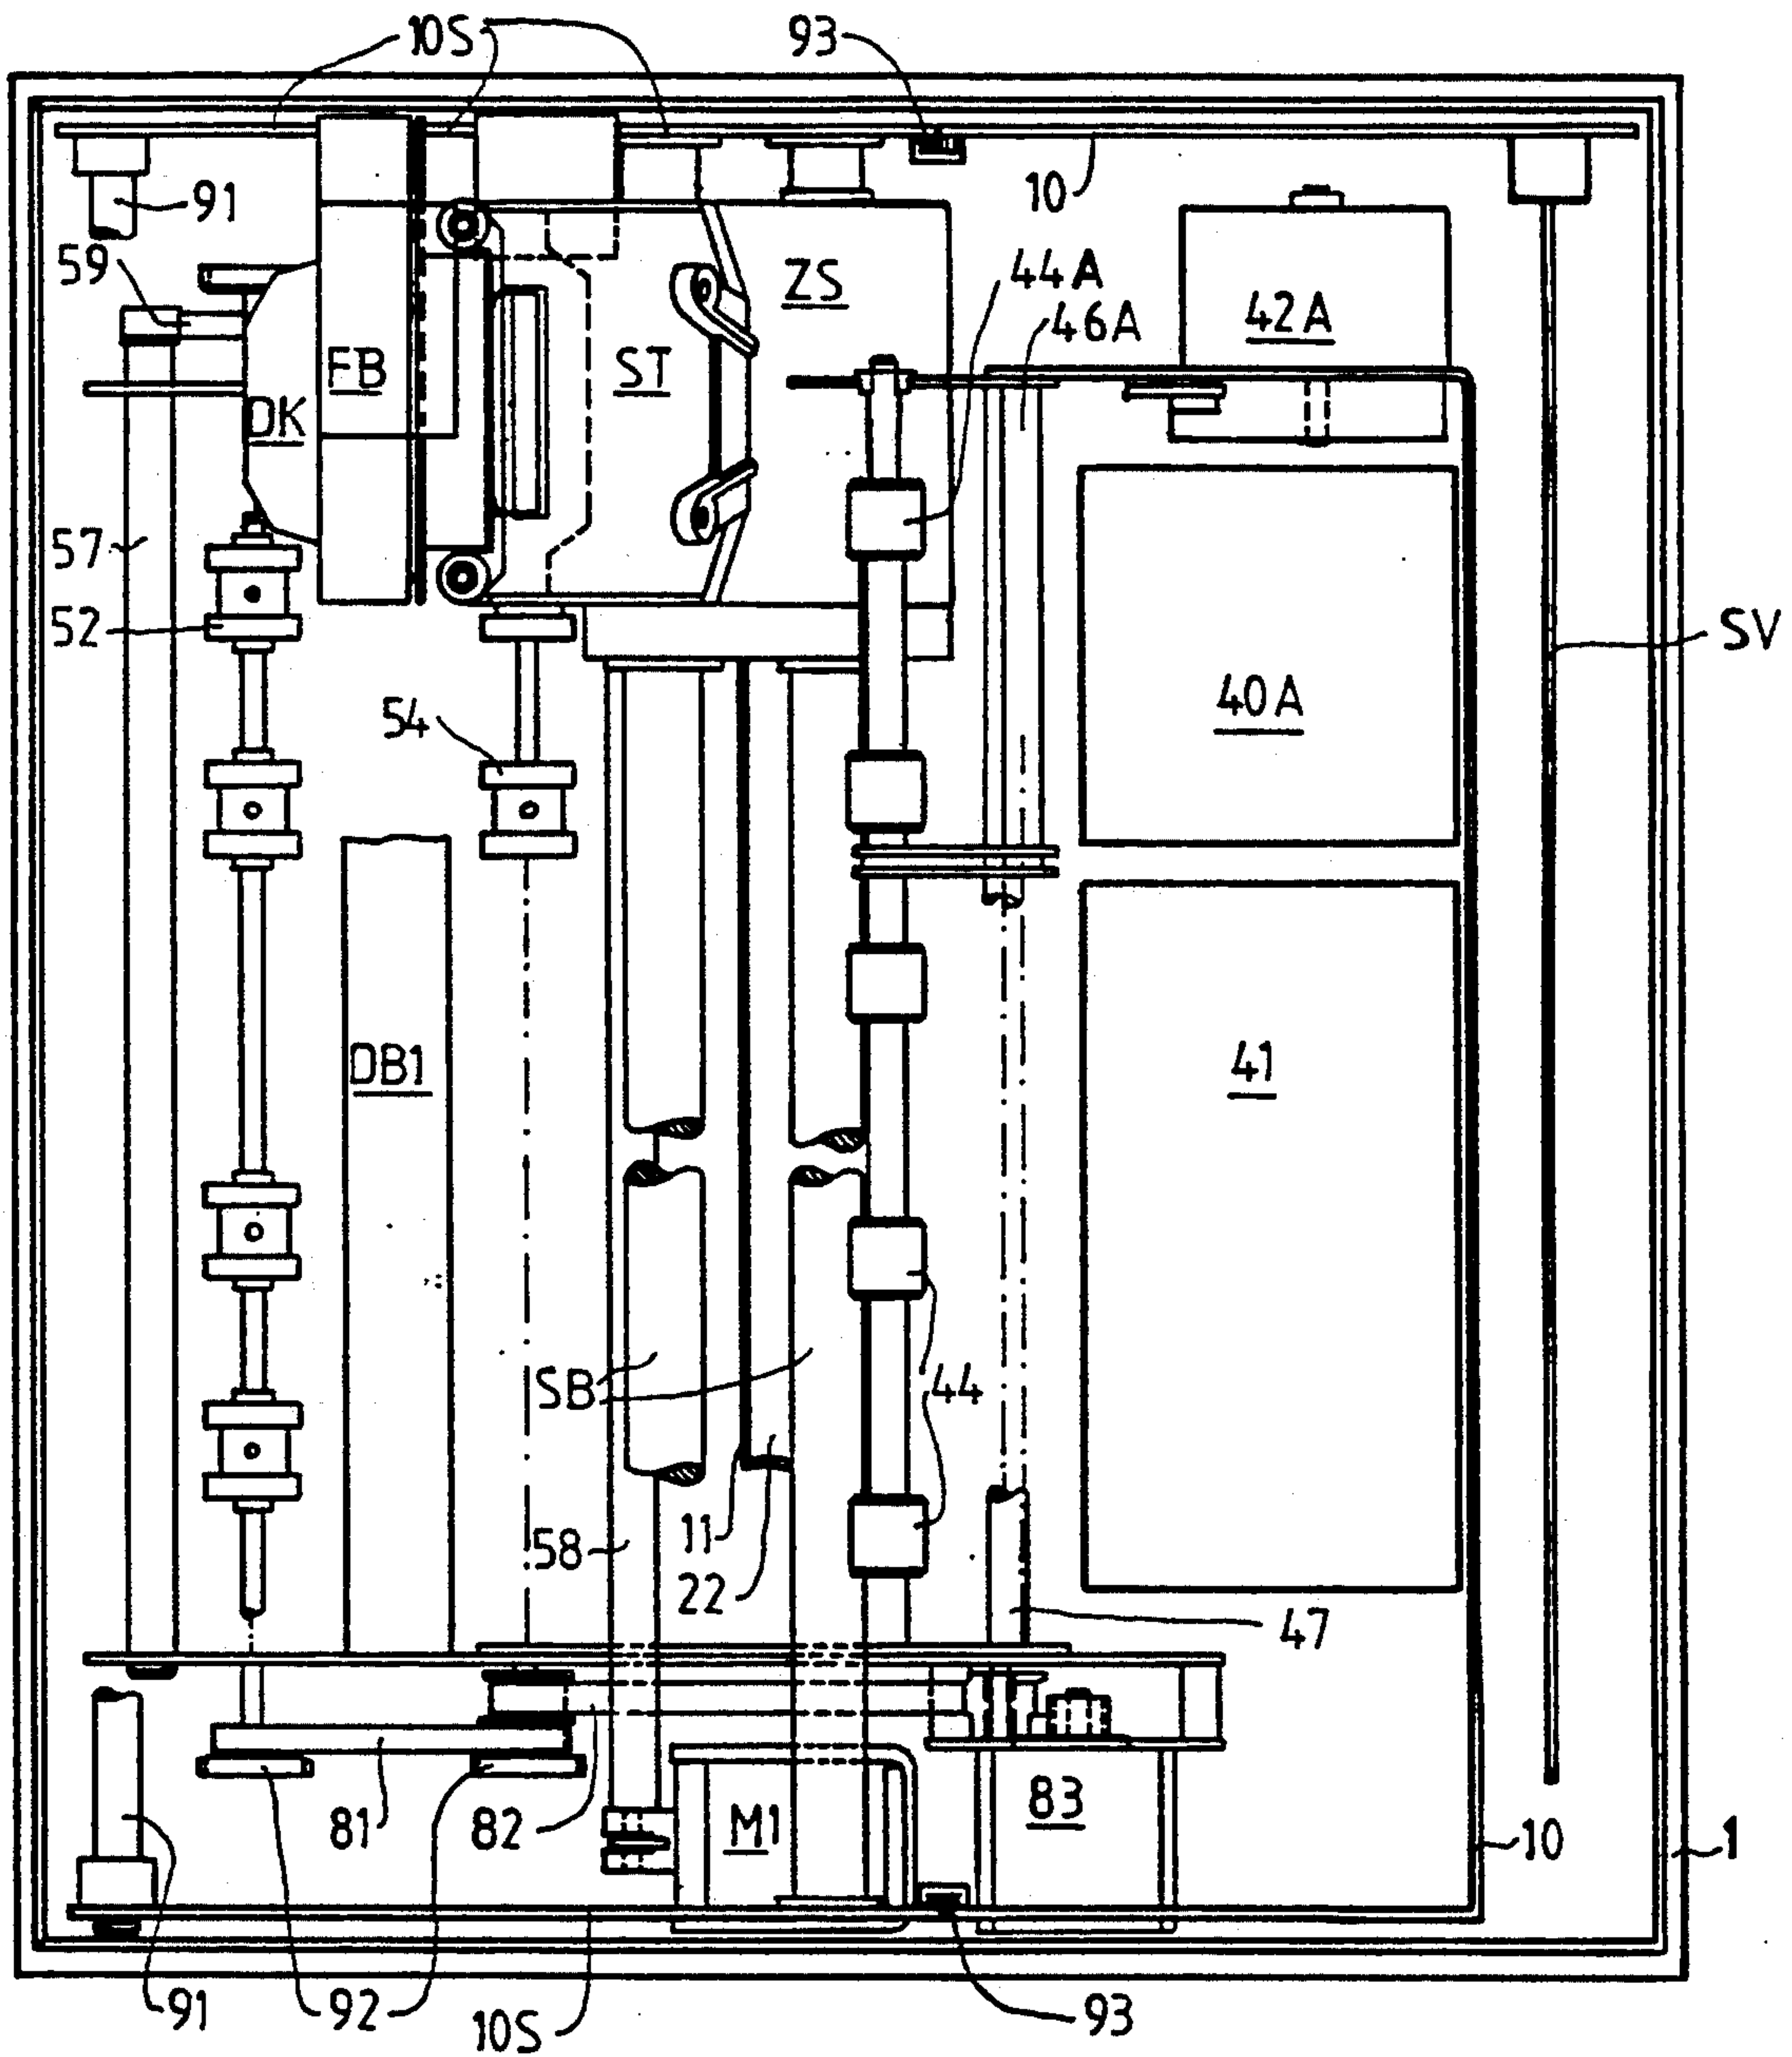 10S 93
91 10
59 ZS 44A
46A 42A
FB ST
DK
57
52 SV
54 40A
DB1 41
SB 44
58 11
22 47
81 82 M1 83 10 1
91 92 10S 93